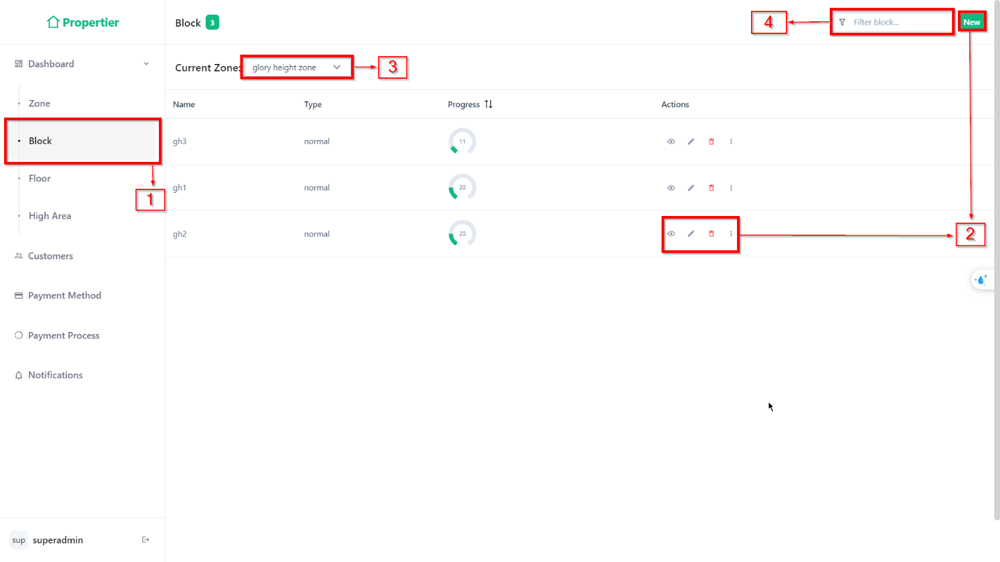 Propertier
Block 3
4
Filter block...
New
Dashboard
Current Zone: glory height zone
3
Zone
Name Type Progress Actions
Block
gh3 normal 11
Floor
gh1 normal 20
1
High Area
gh2 normal 20
2
Customers
Payment Method
Payment Process
Notifications
sup superadmin